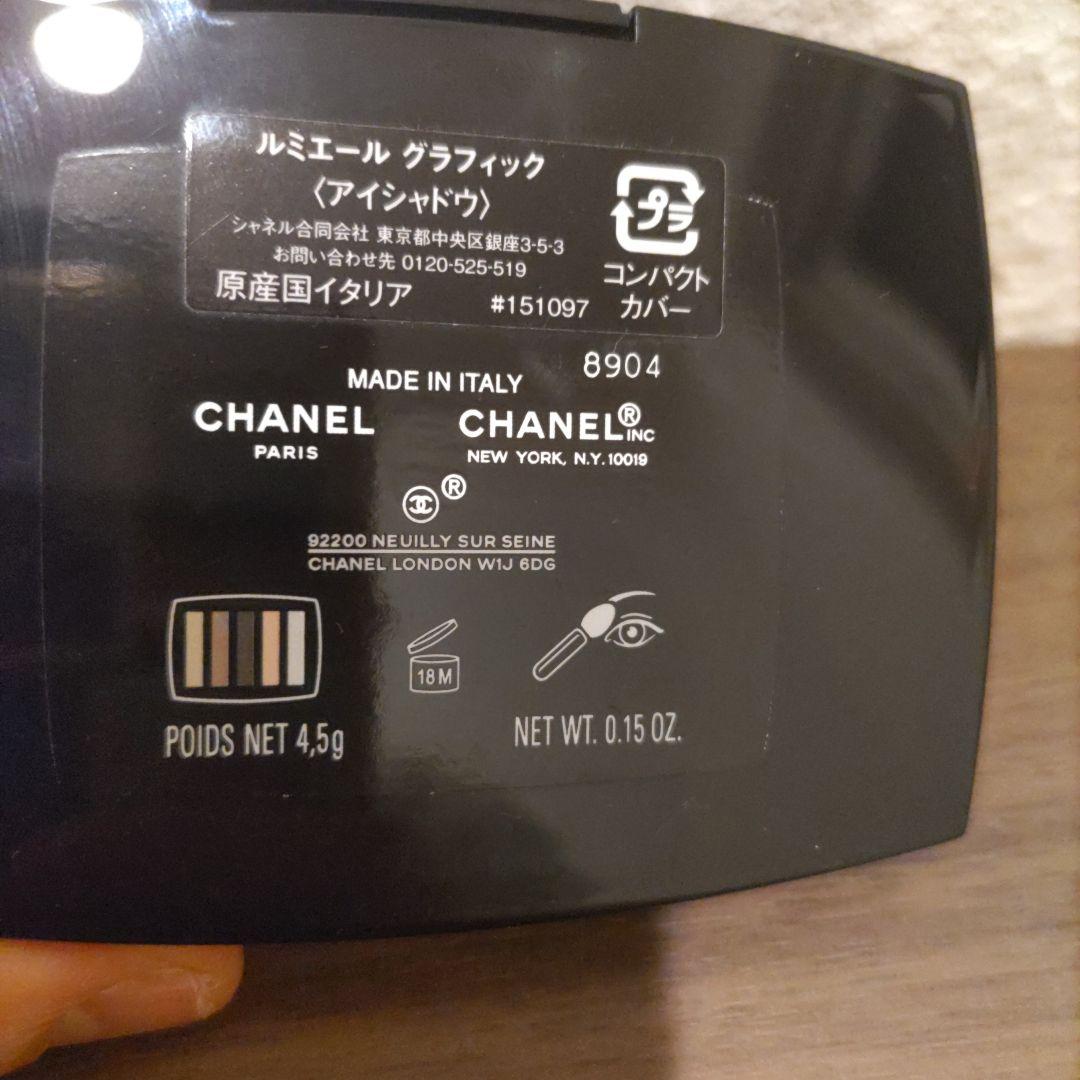 ルミエール グラフィック
〈アイシャドウ〉
シャネル合同会社 東京都中央区銀座3-5-3
お問い合わせ先 0120-525-519
原産国イタリア #151097
プラ
コンパクト
カバー
8904
MADE IN ITALY
CHANEL
PARIS
CHANEL® INC
NEW YORK, N.Y. 10019
®
92200 NEUILLY SUR SEINE
CHANEL LONDON W1J 6DG
18M
POIDS NET 4,5g
NET WT. 0.15 OZ.